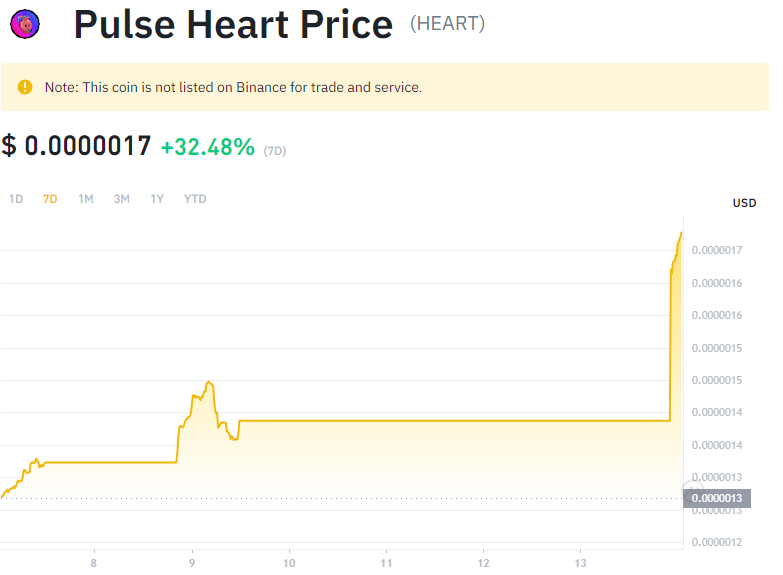 Pulse Heart Price (HEART)
Note: This coin is not listed on Binance for trade and service.
$ 0.0000017 +32.48% (7D)
1D 7D 1M 3M 1Y YTD
USD
0.0000017
0.0000016
0.0000016
0.0000015
0.0000015
0.0000014
0.0000014
0.0000013
0.0000013
0.0000013
0.0000012
8 9 10 11 12 13